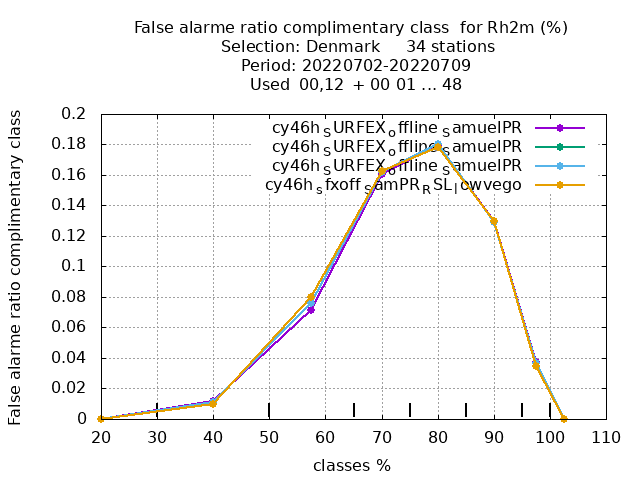 False alarme ratio complimentary class  for Rh2m (%)
Selection: Denmark     34 stations
Period: 20220702-20220709
Used  00,12  + 00 01 ... 48
False alarme ratio complimentary class
0.2
0.18
0.16
0.14
0.12
0.1
0.08
0.06
0.04
0.02
0
cy46h_SURFEX_offline_SamuelPR
cy46h_SURFEX_offline_SamuelPR
cy46h_SURFEX_offline_SamuelPR
cy46h_sfxoff_SamPR_RSL_lowvego
20 30 40 50 60 70 80 90 100 110
classes %